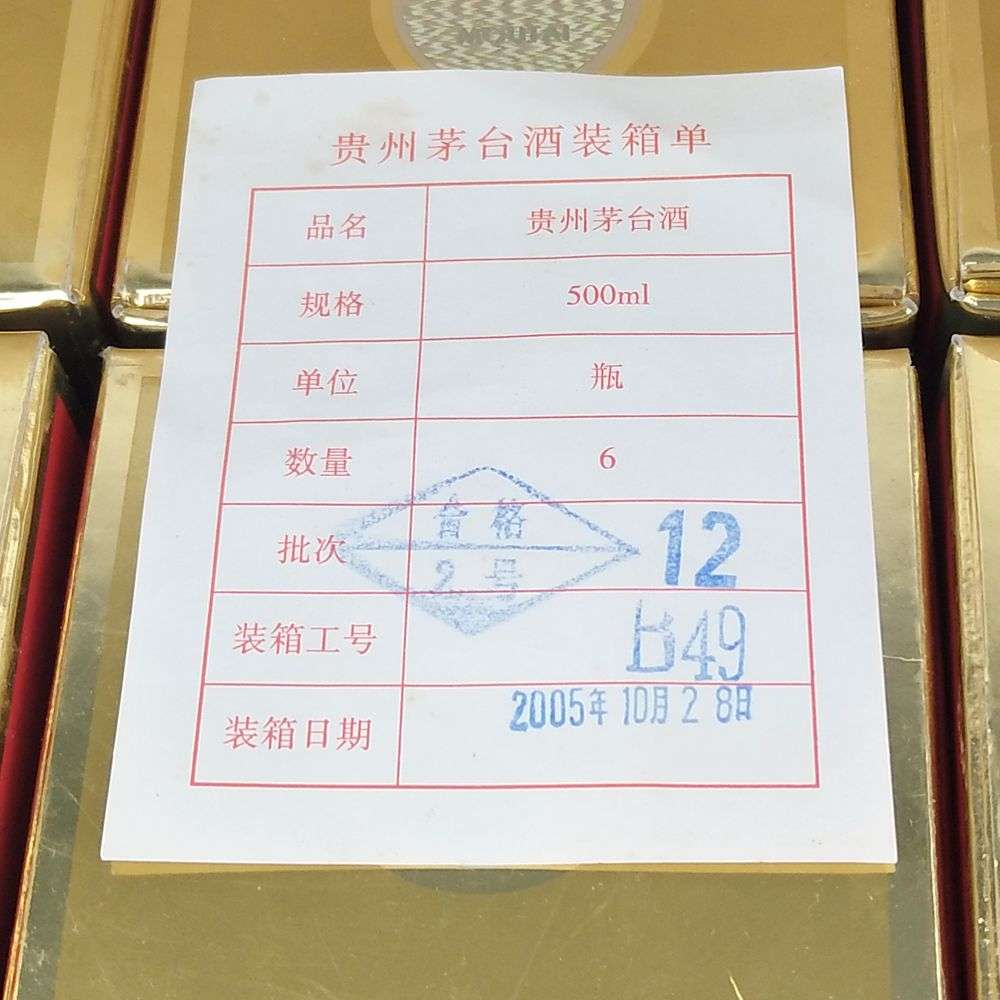 MOUTAI
贵州茅台酒装箱单
品名 贵州茅台酒
规格 500ml
单位 瓶
数量 6
合格
2号
批次 12
装箱工号 B49
装箱日期 2005年10月28日